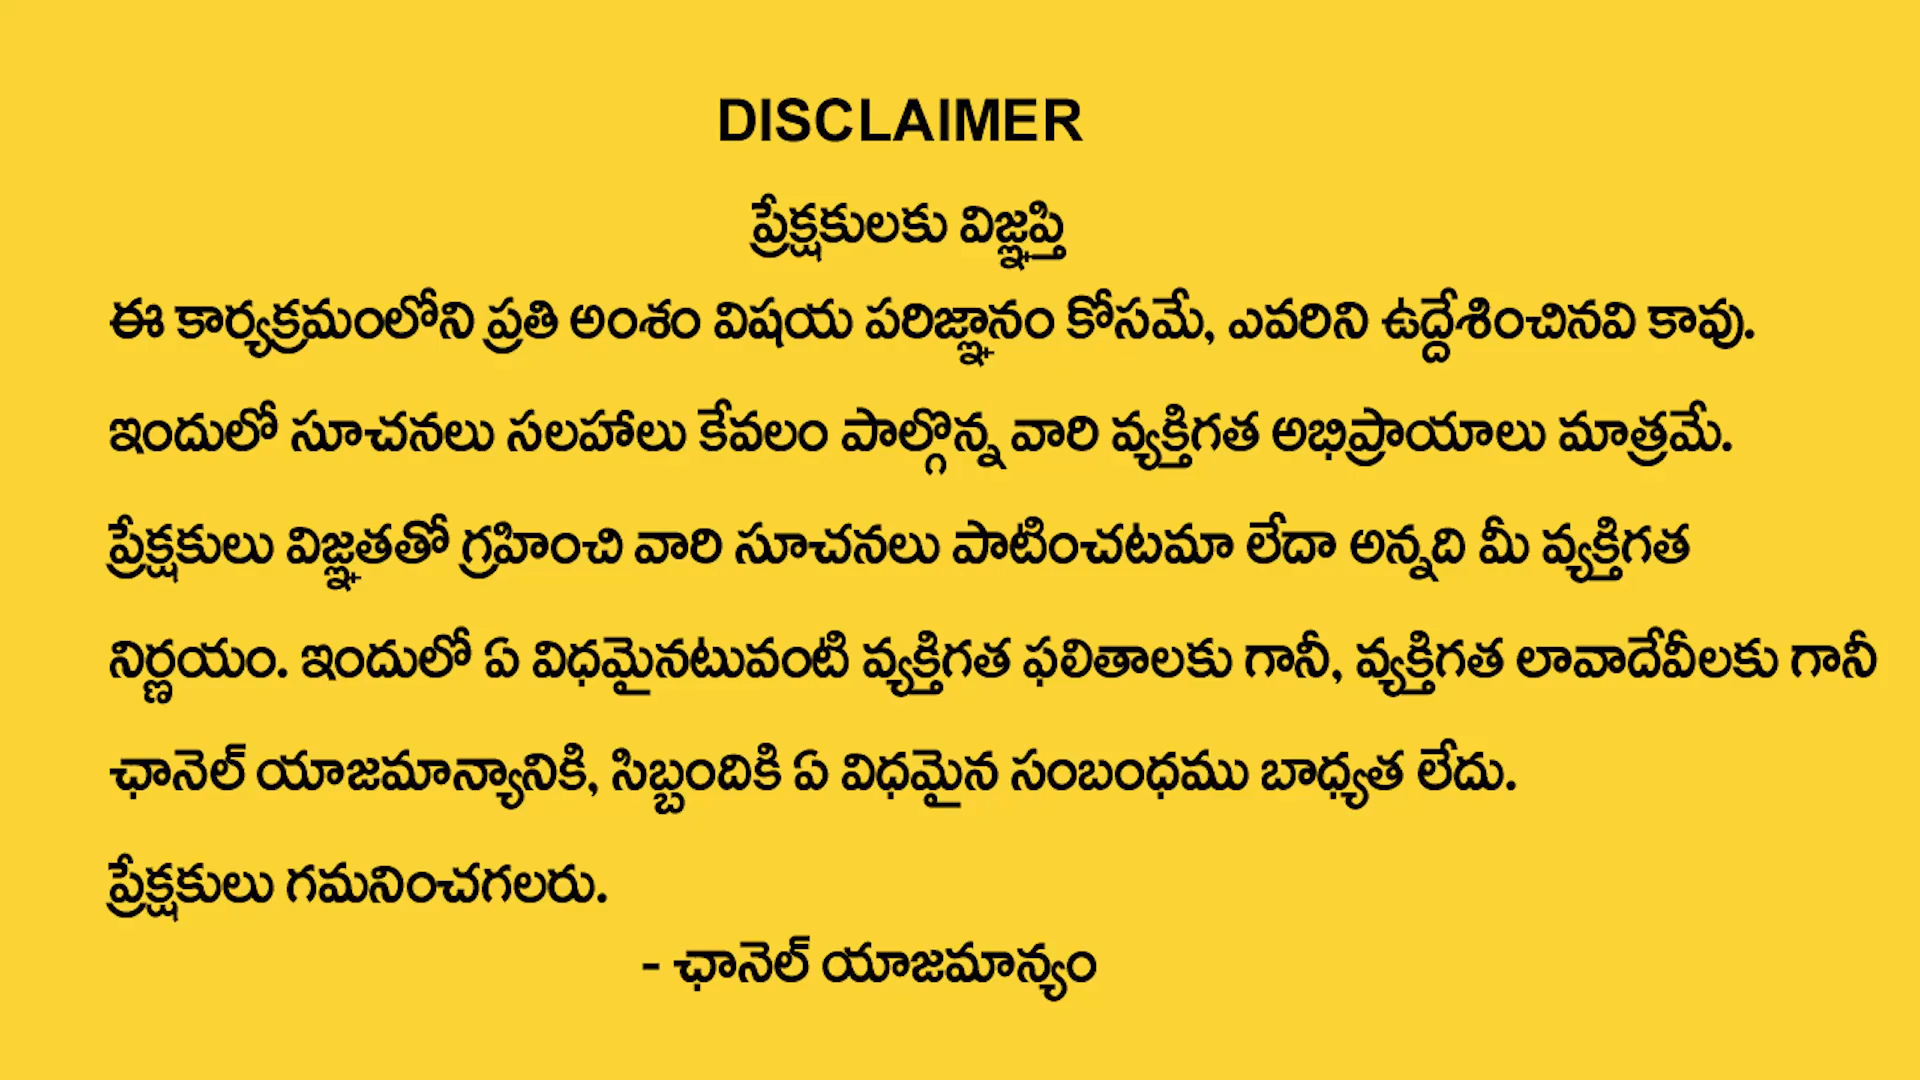 DISCLAIMER
ప్రేక్షకులకు విజ్ఞప్తి
ఈ కార్యక్రమంలోని ప్రతి అంశం విషయ పరిజ్ఞానం కోసమే, ఎవరిని ఉద్దేశించినవి కావు.
ఇందులో సూచనలు సలహాలు కేవలం పాల్గొన్న వారి వ్యక్తిగత అభిప్రాయాలు మాత్రమే.
ప్రేక్షకులు విజ్ఞతతో గ్రహించి వారి సూచనలు పాటించటమా లేదా అన్నది మీ వ్యక్తిగత
నిర్ణయం. ఇందులో ఏ విధమైనటువంటి వ్యక్తిగత ఫలితాలకు గానీ, వ్యక్తిగత లావాదేవీలకు గానీ
ఛానెల్ యాజమాన్యానికి, సిబ్బందికి ఏ విధమైన సంబంధము బాధ్యత లేదు.
ప్రేక్షకులు గమనించగలరు.
- ఛానెల్ యాజమాన్యం